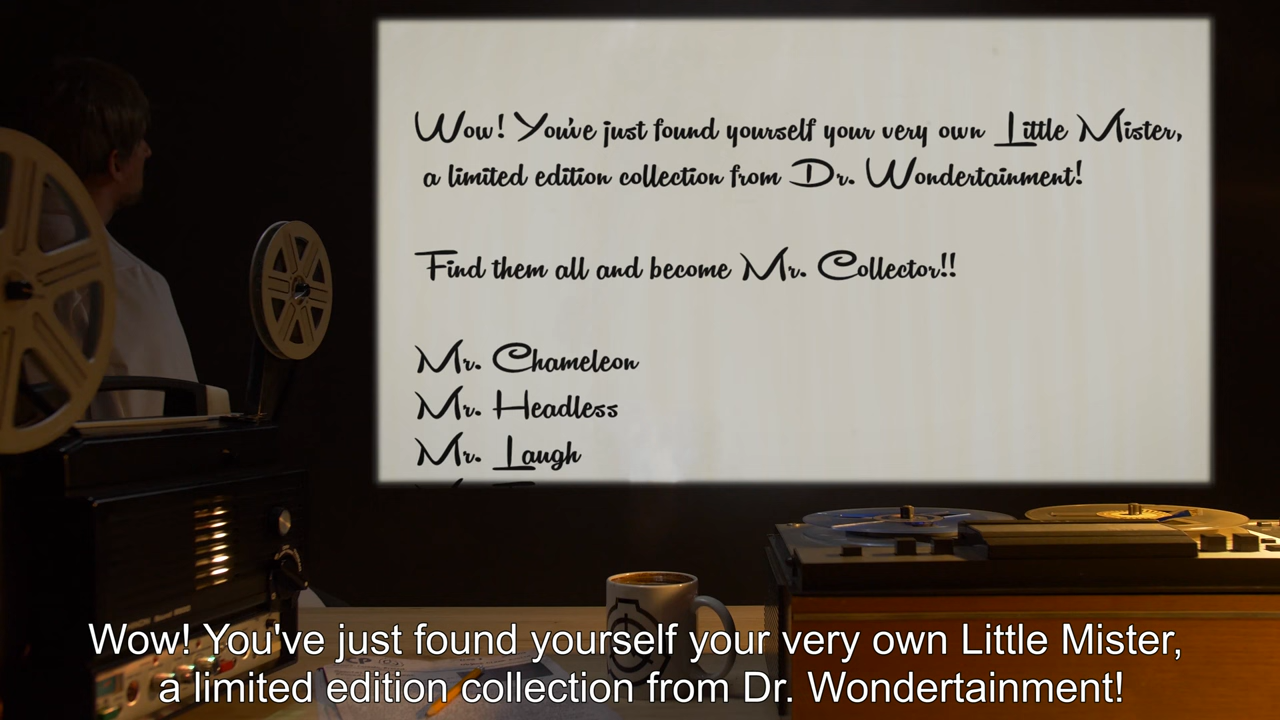 Wow! You've just found yourself your very own Little Mister,
a limited edition collection from Dr. Wondertainment!
Find them all and become Mr. Collector!!
Mr. Chameleon
Mr. Headless
Mr. Laugh
Wow! You've just found yourself your very own Little Mister,
a limited edition collection from Dr. Wondertainment!